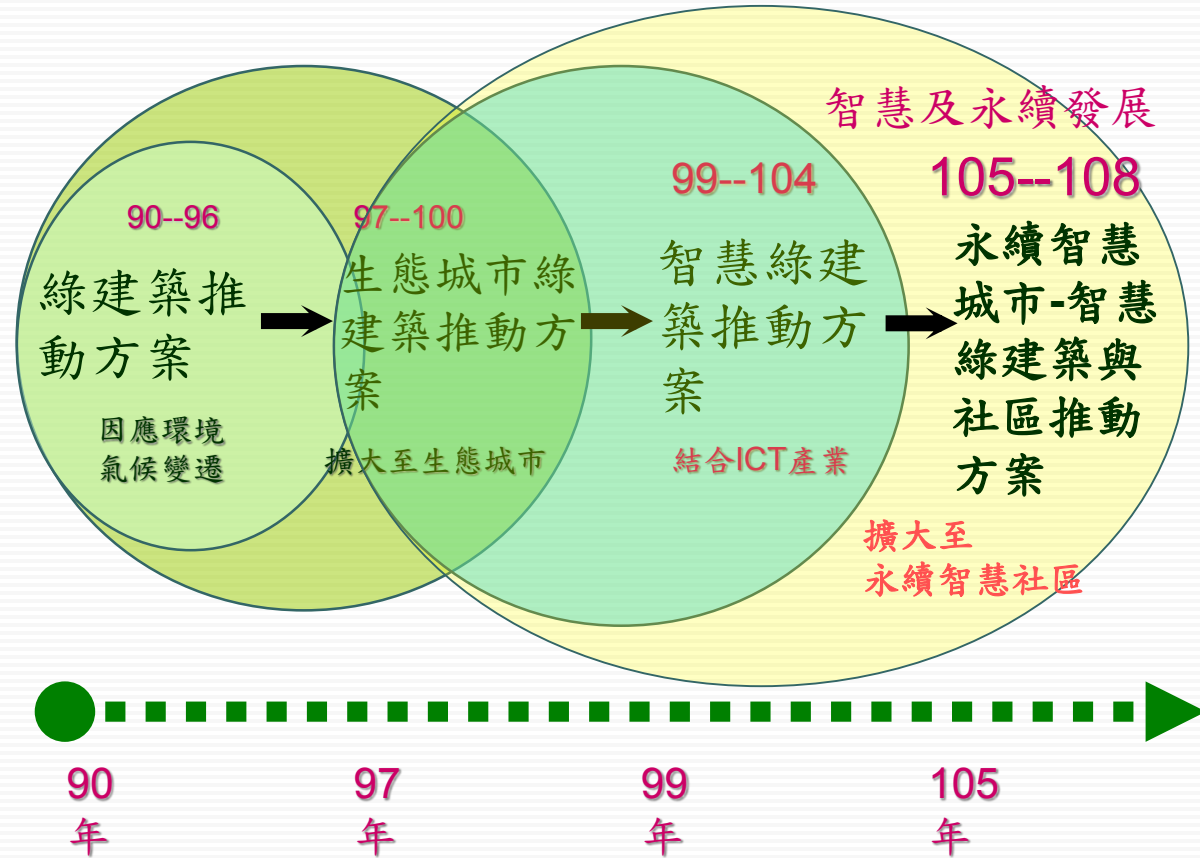 智慧及永續發展
90--96
綠建築推
動方案
因應環境
氣候變遷
97--100
生態城市綠
建築推動方
案
擴大至生態城市
99--104
智慧綠建
築推動方
案
結合ICT產業
105--108
永續智慧
城市-智慧
綠建築與
社區推動
方案
擴大至
永續智慧社區
90
年
97
年
99
年
105
年